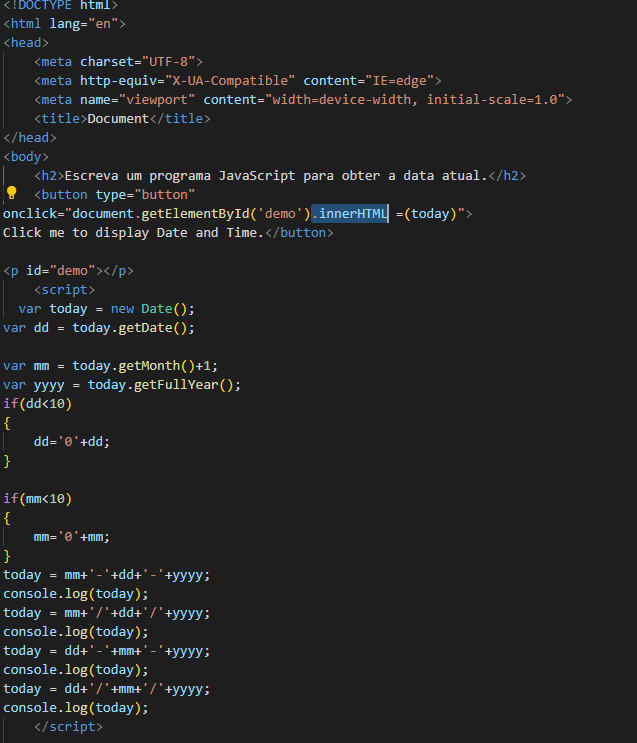 <!DOCTYPE html>
<html lang="en">
<head>
    <meta charset="UTF-8">
    <meta http-equiv="X-UA-Compatible" content="IE=edge">
    <meta name="viewport" content="width=device-width, initial-scale=1.0">
    <title>Document</title>
</head>
<body>
    <h2>Escreva um programa JavaScript para obter a data atual.</h2>
    <button type="button"
onclick="document.getElementById('demo').innerHTML =(today)">
Click me to display Date and Time.</button>
<p id="demo"></p>
    <script>
  var today = new Date();
var dd = today.getDate();
var mm = today.getMonth()+1;
var yyyy = today.getFullYear();
if(dd<10)
{
    dd='0'+dd;
}
if(mm<10)
{
    mm='0'+mm;
}
today = mm+'-'+dd+'-'+yyyy;
console.log(today);
today = mm+'/'+dd+'/'+yyyy;
console.log(today);
today = dd+'-'+mm+'-'+yyyy;
console.log(today);
today = dd+'/'+mm+'/'+yyyy;
console.log(today);
    </script>